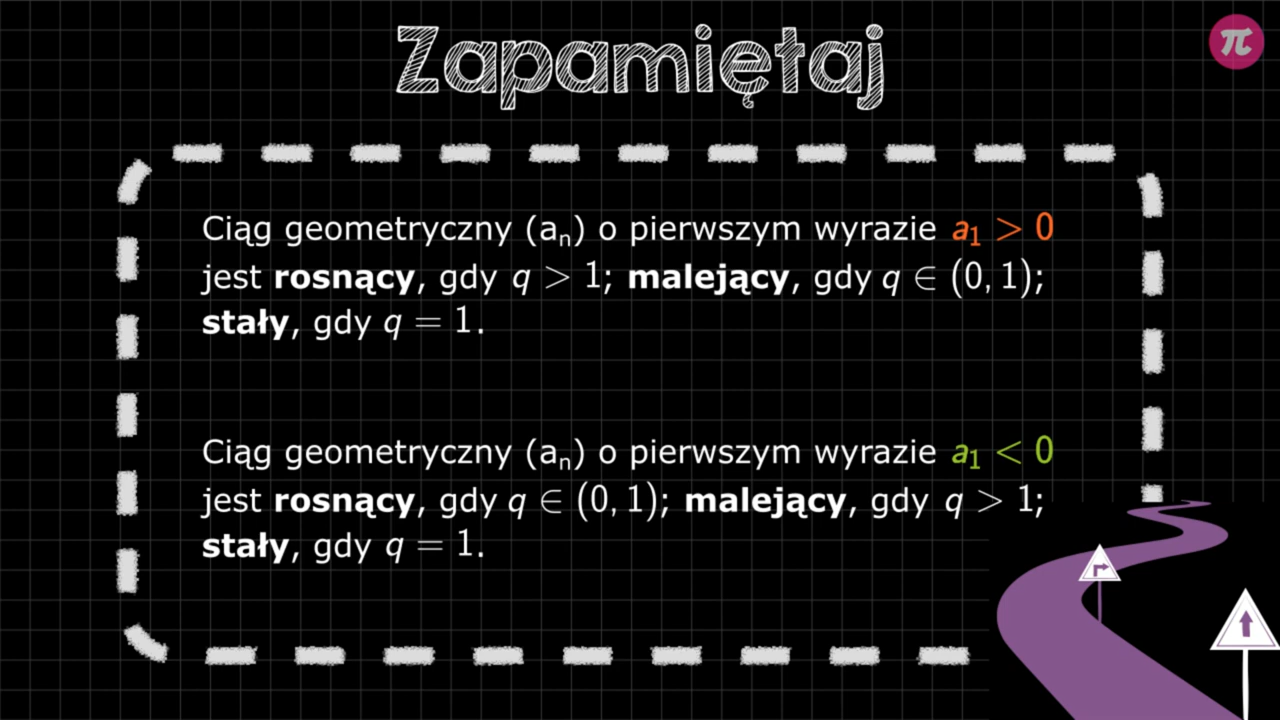 Zapamiętaj
π
Ciąg geometryczny (aₙ) o pierwszym wyrazie a₁ > 0
jest rosnący, gdy q > 1; malejący, gdy q ∈ (0, 1);
stały, gdy q = 1.
Ciąg geometryczny (aₙ) o pierwszym wyrazie a₁ < 0
jest rosnący, gdy q ∈ (0, 1); malejący, gdy q > 1;
stały, gdy q = 1.